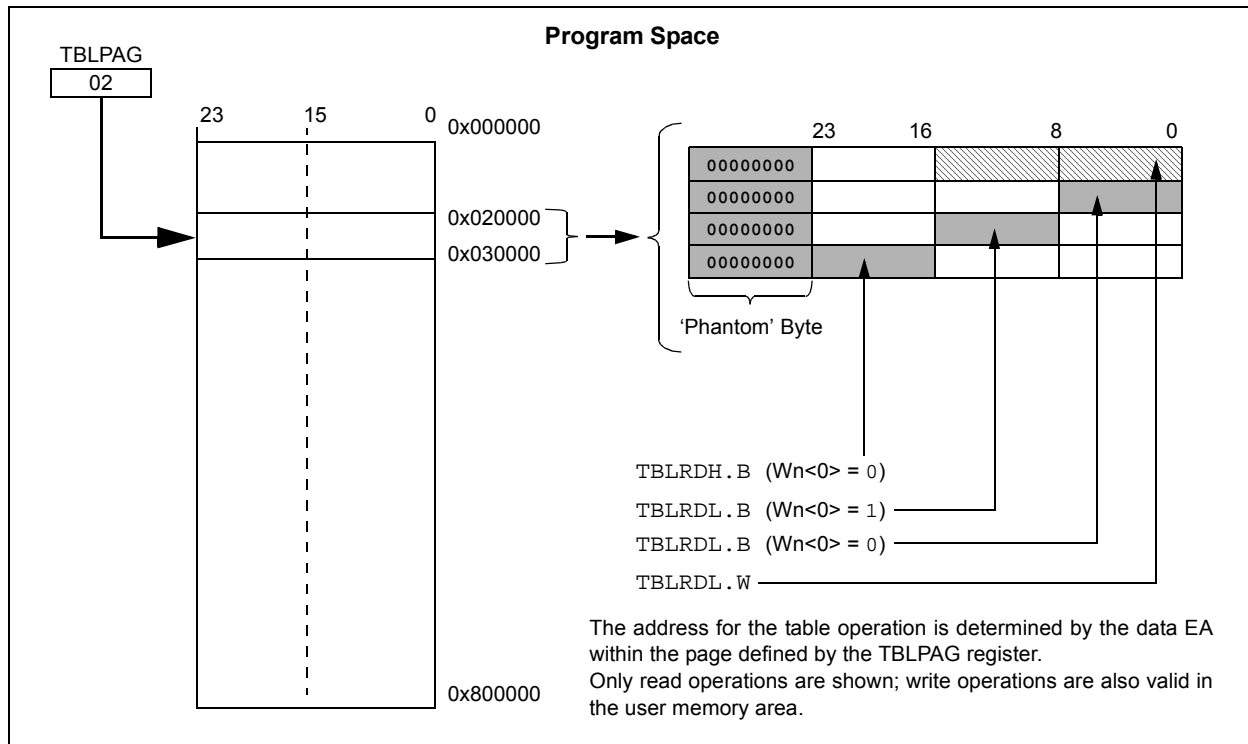 Program Space
TBLPAG
02
23 15 0
0x000000
0x020000
0x030000
0x800000
23 16 8 0
00000000
00000000
00000000
00000000
‘Phantom’ Byte
TBLRDH.B (Wn<0> = 0)
TBLRDL.B (Wn<0> = 1)
TBLRDL.B (Wn<0> = 0)
TBLRDL.W
The address for the table operation is determined by the data EA
within the page defined by the TBLPAG register.
Only read operations are shown; write operations are also valid in
the user memory area.